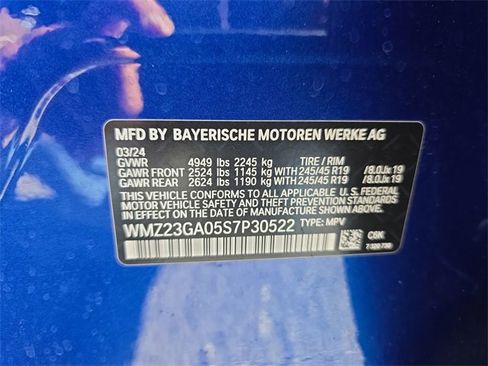 MFD BY BAYERISCHE MOTOREN WERKE AG
03/24
GVWR 4949 lbs 2245 kg TIRE / RIM
GAWR FRONT 2524 lbs 1145 kg WITH 245/45 R19 /8.0Jx19
GAWR REAR 2624 lbs 1190 kg WITH 245/45 R19 /8.0Jx19
THIS VEHICLE CONFORMS TO ALL APPLICABLE U.S. FEDERAL
MOTOR VEHICLE SAFETY, BUMPER, AND THEFT PREVENTION
STANDARDS IN EFFECT ON THE DATE OF MANUFACTURE SHOWN ABOVE.
WMZ23GA05S7P30522 TYPE: MPV
C6K